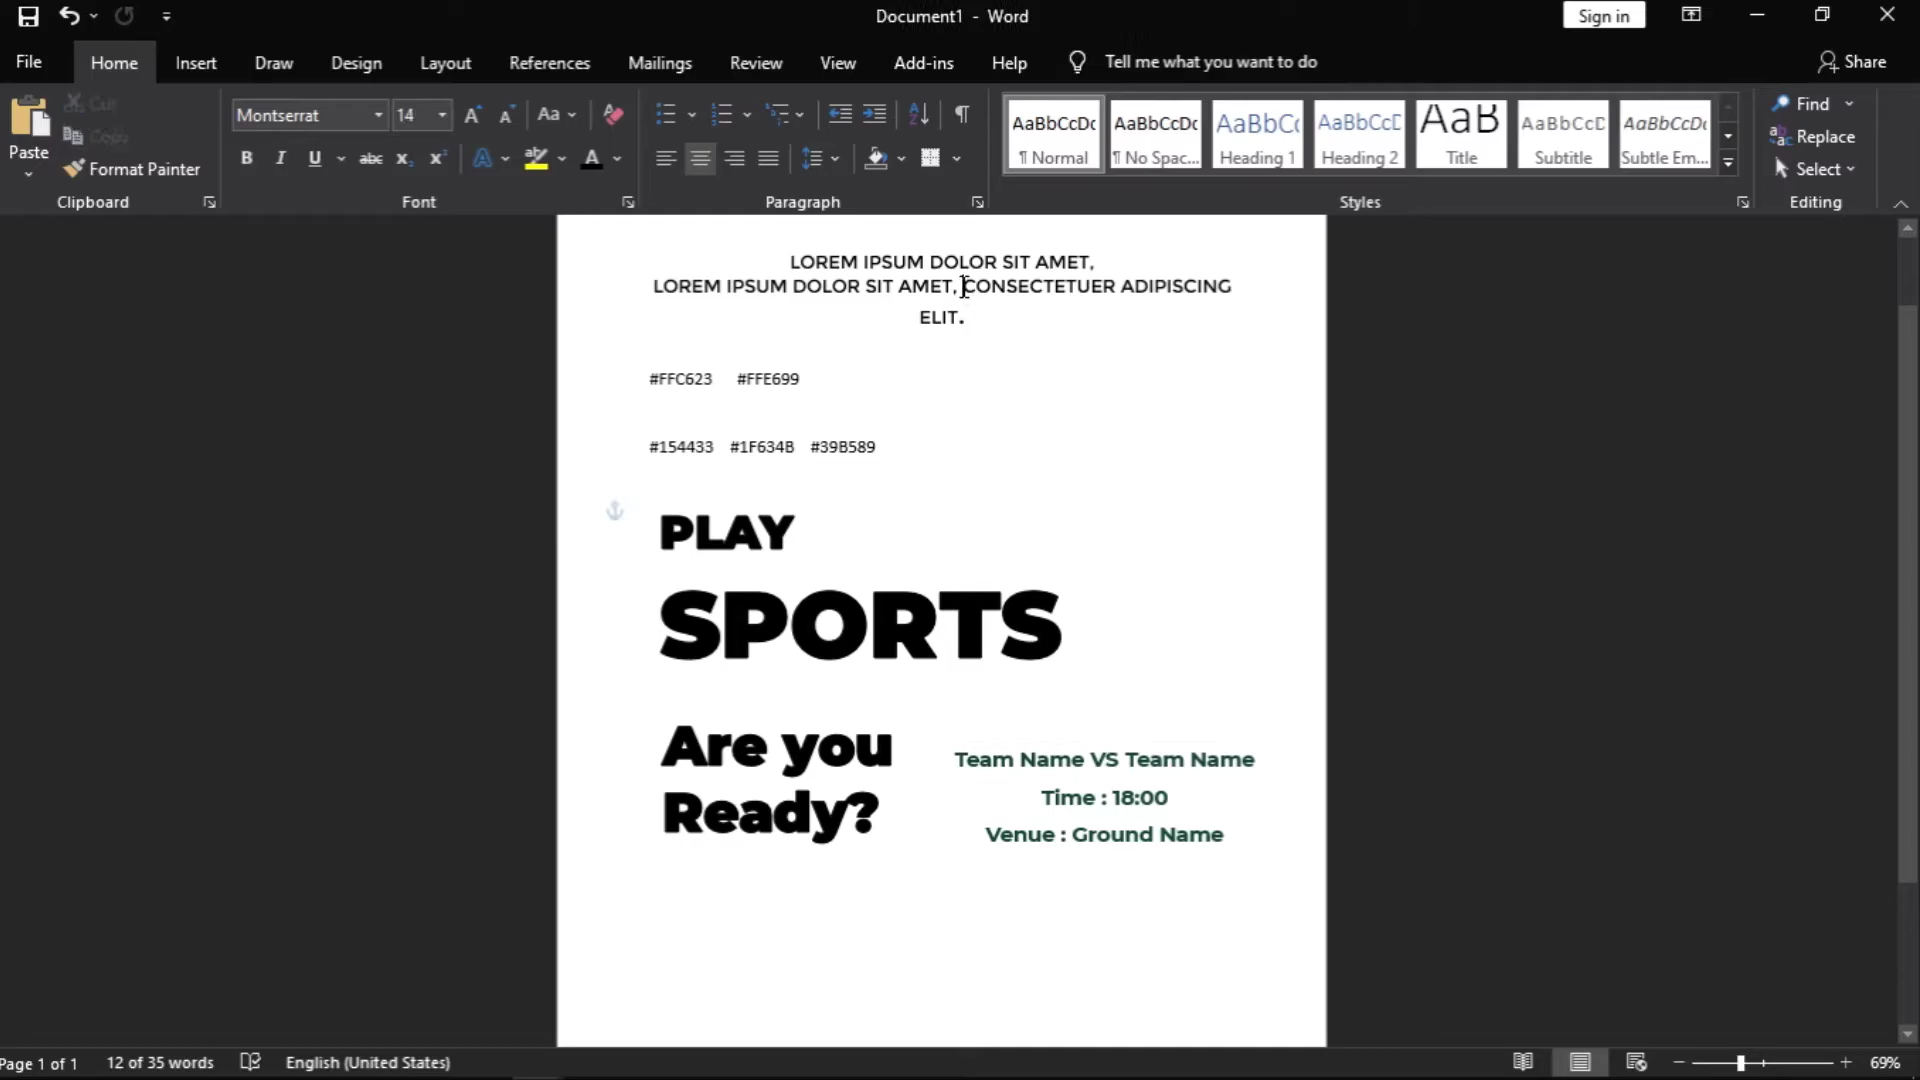 Document1 - Word
Sign in
File Home Insert Draw Design Layout References Mailings Review View Add-ins Help Tell me what you want to do Share
Paste
Cut
Copy
Format Painter
Clipboard
Montserrat 14
Font
Paragraph
AaBbCcDc AaBbCcDc AaBbC AaBbCcD AaB AaBbCcD AaBbCcDc
¶ Normal ¶ No Spac... Heading 1 Heading 2 Title Subtitle Subtle Em...
Styles
Find
Replace
Select
Editing
LOREM IPSUM DOLOR SIT AMET,
LOREM IPSUM DOLOR SIT AMET, CONSECTETUER ADIPISCING
ELIT.
#FFC623 #FFE699
#154433 #1F634B #39B589
PLAY
SPORTS
Are you
Ready?
Team Name VS Team Name
Time : 18:00
Venue : Ground Name
Page 1 of 1 12 of 35 words English (United States) 69%